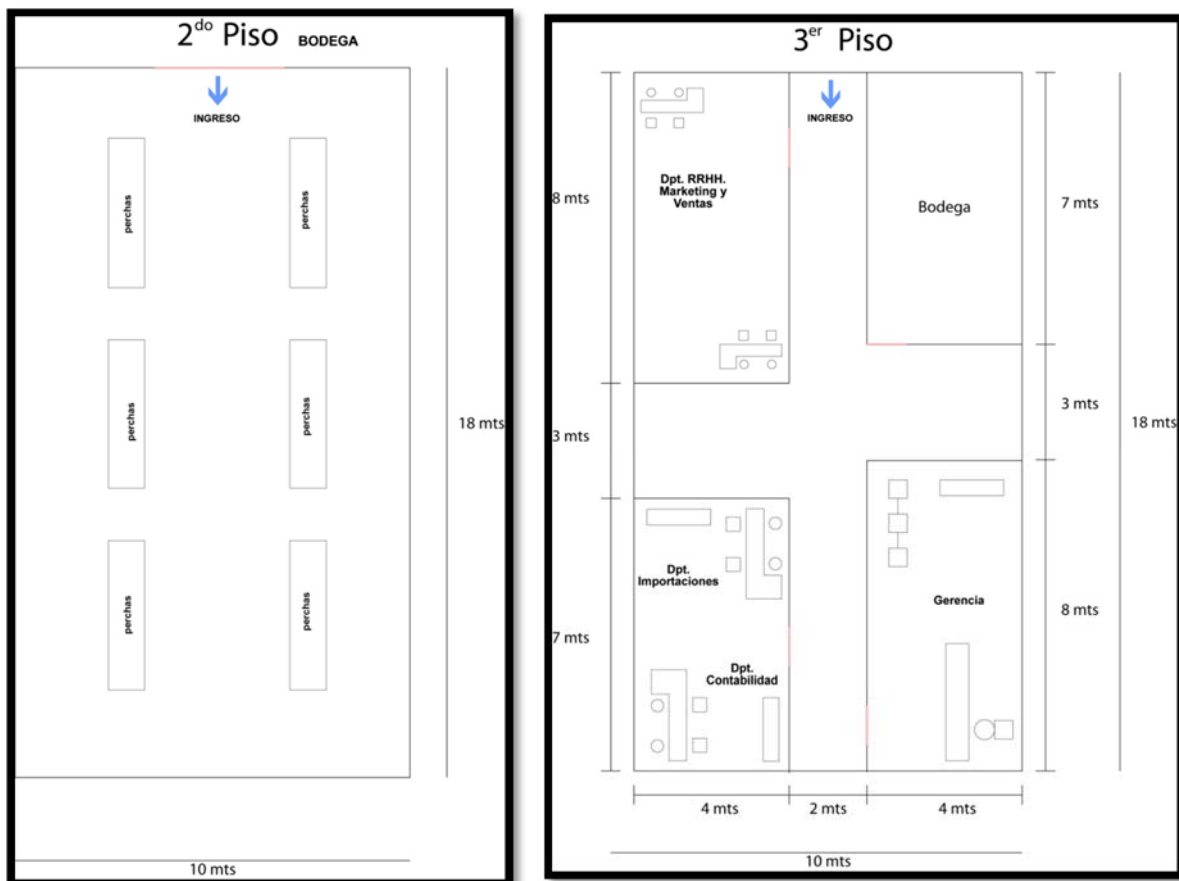 2do Piso BODEGA
INGRESO
perchas
perchas
perchas
perchas
perchas
perchas
18 mts
10 mts
3er Piso
INGRESO
8 mts
Dpt. RRHH.
Marketing y
Ventas
Bodega
7 mts
3 mts
3 mts
18 mts
Dpt.
Importaciones
Gerencia
7 mts
8 mts
Dpt.
Contabilidad
4 mts
2 mts
4 mts
10 mts